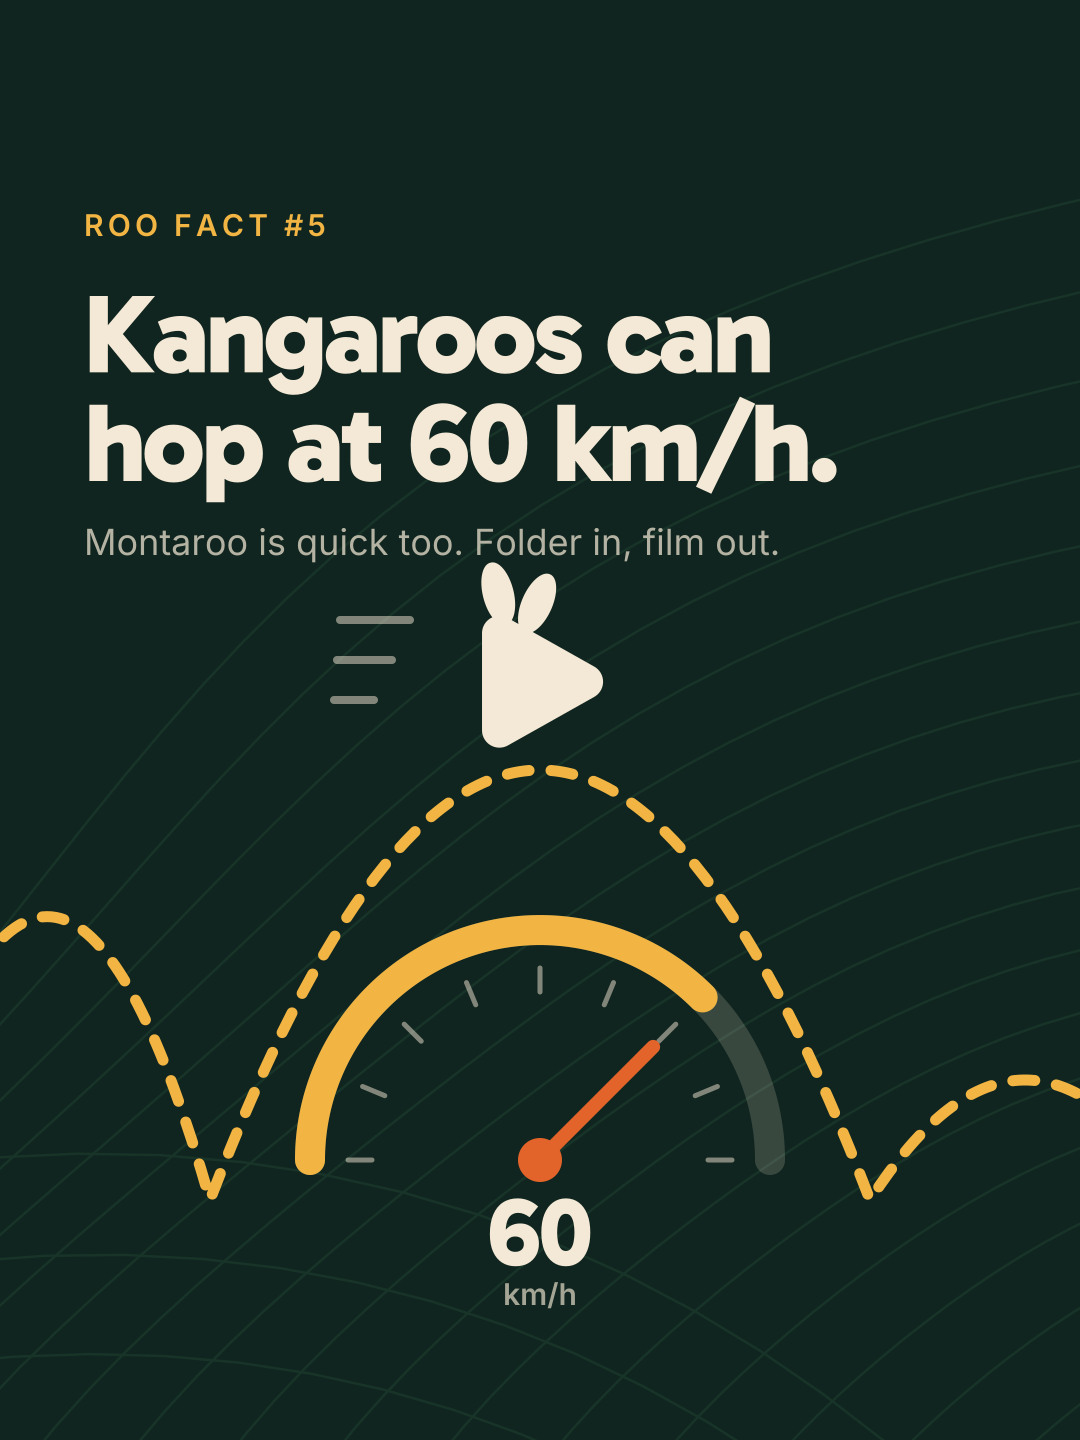 ROO FACT #5
Kangaroos can
hop at 60 km/h.
Montaroo is quick too. Folder in, film out.
60
km/h